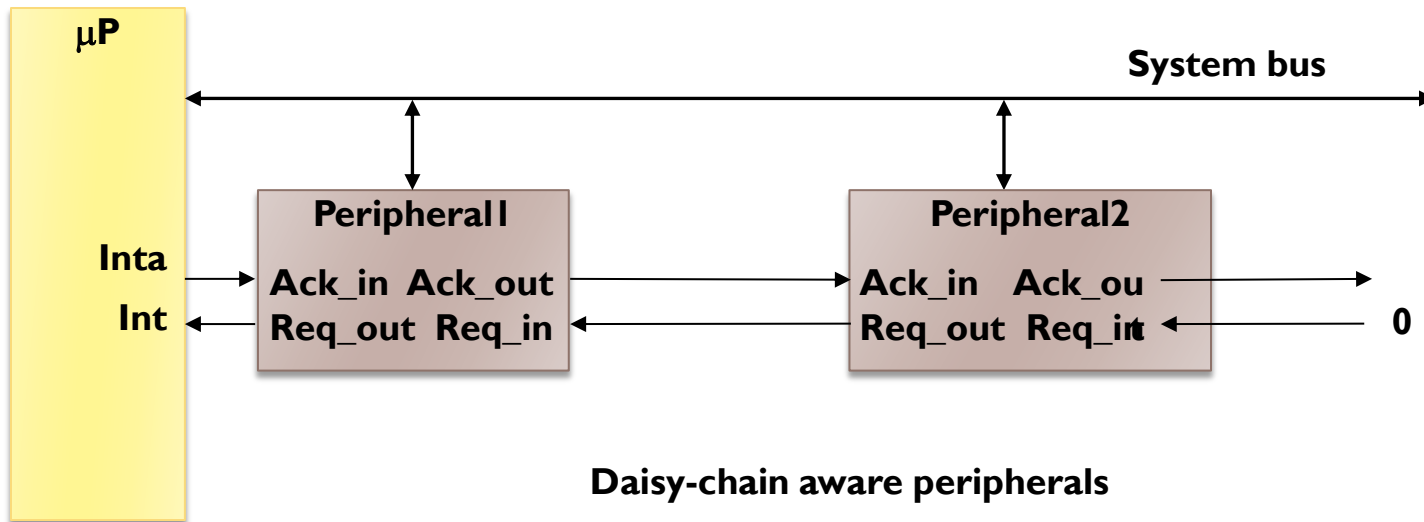 μP
System bus
Peripheral1 Peripheral2
Inta Ack_in Ack_out Ack_in Ack_ou
Int Req_out Req_in Req_out Req_in t 0
Daisy-chain aware peripherals